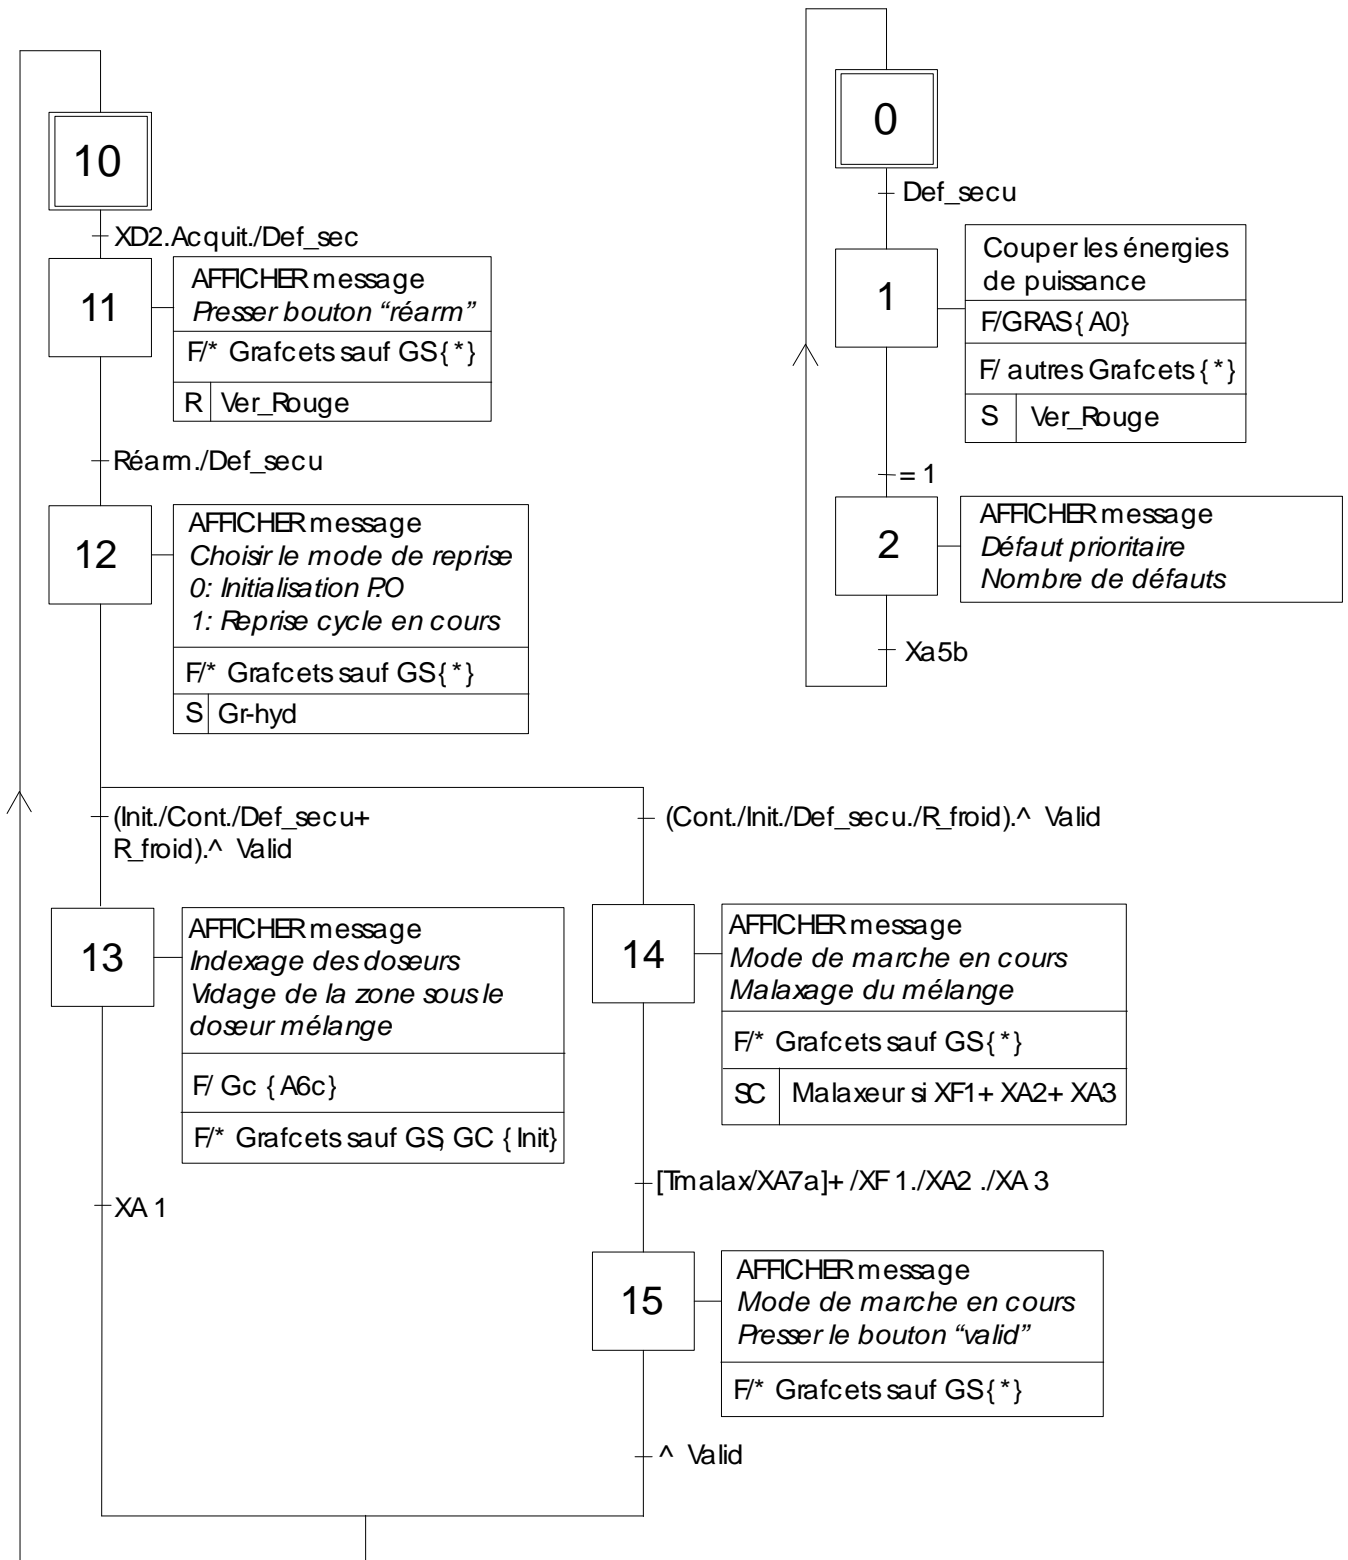 10
XD2.Acquit./Def_sec
11
AFFICHER message
Presser bouton “réarm”
F/* Grafcets sauf GS{*}
R Ver_Rouge
Réarm./Def_secu
12
AFFICHER message
Choisir le mode de reprise
0: Initialisation P.O
1: Reprise cycle en cours
F/* Grafcets sauf GS{*}
S Gr-hyd
(Init./Cont./Def_secu+
R_froid).^ Valid
13
AFFICHER message
Indexage des doseurs
Vidage de la zone sous le
doseur mélange
F/ Gc {A6c}
F/* Grafcets sauf GS, GC {Init}
XA1
(Cont./Init./Def_secu./R_froid).^ Valid
14
AFFICHER message
Mode de marche en cours
Malaxage du mélange
F/* Grafcets sauf GS{*}
SC Malaxeur si XF1+ XA2+ XA3
[Tmalax/XA7a]+ /XF1./XA2 ./XA3
15
AFFICHER message
Mode de marche en cours
Presser le bouton “valid”
F/* Grafcets sauf GS{*}
^ Valid
0
Def_secu
1
Couper les énergies
de puissance
F/GRAS{A0}
F/ autres Grafcets{*}
S Ver_Rouge
= 1
2
AFFICHER message
Défaut prioritaire
Nombre de défauts
Xa5b